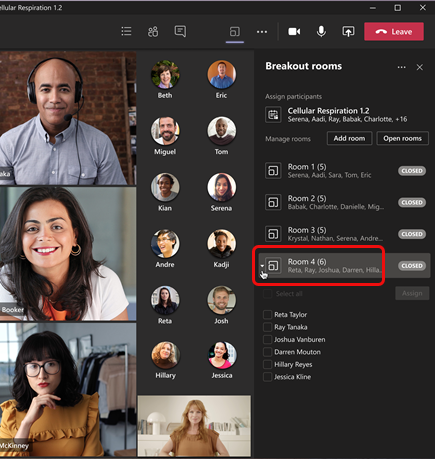 Cellular Respiration 1.2
Leave
Breakout rooms
Assign participants
Cellular Respiration 1.2
Serena, Aadi, Ray, Babak, Charlotte, +16
Manage rooms
Add room
Open rooms
Room 1 (5)
Serena, Aadi, Sara, Tom, Eric
CLOSED
Room 2 (5)
Babak, Charlotte, Danielle, Mig...
CLOSED
Room 3 (5)
Krystal, Nathan, Serena, Andre...
CLOSED
Room 4 (6)
Reta, Ray, Joshua, Darren, Hilla...
CLOSED
Select all
Assign
Reta Taylor
Ray Tanaka
Joshua Vanburen
Darren Mouton
Hillary Reyes
Jessica Kline
Beth
Eric
Miguel
Tom
Kian
Serena
Andre
Kadji
Reta
Josh
Hillary
Jessica
aka
Booker
McKinney